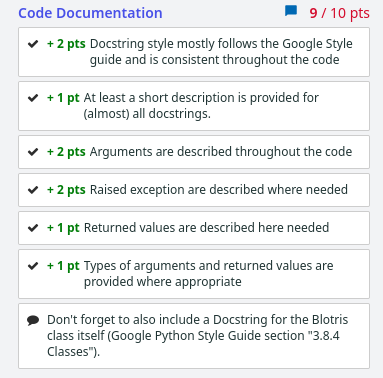 Code Documentation 9 / 10 pts
+ 2 pts Docstring style mostly follows the Google Style
guide and is consistent throughout the code
+ 1 pt At least a short description is provided for
(almost) all docstrings.
+ 2 pts Arguments are described throughout the code
+ 2 pts Raised exception are described where needed
+ 1 pt Returned values are described here needed
+ 1 pt Types of arguments and returned values are
provided where appropriate
Don't forget to also include a Docstring for the Blotris
class itself (Google Python Style Guide section "3.8.4
Classes").